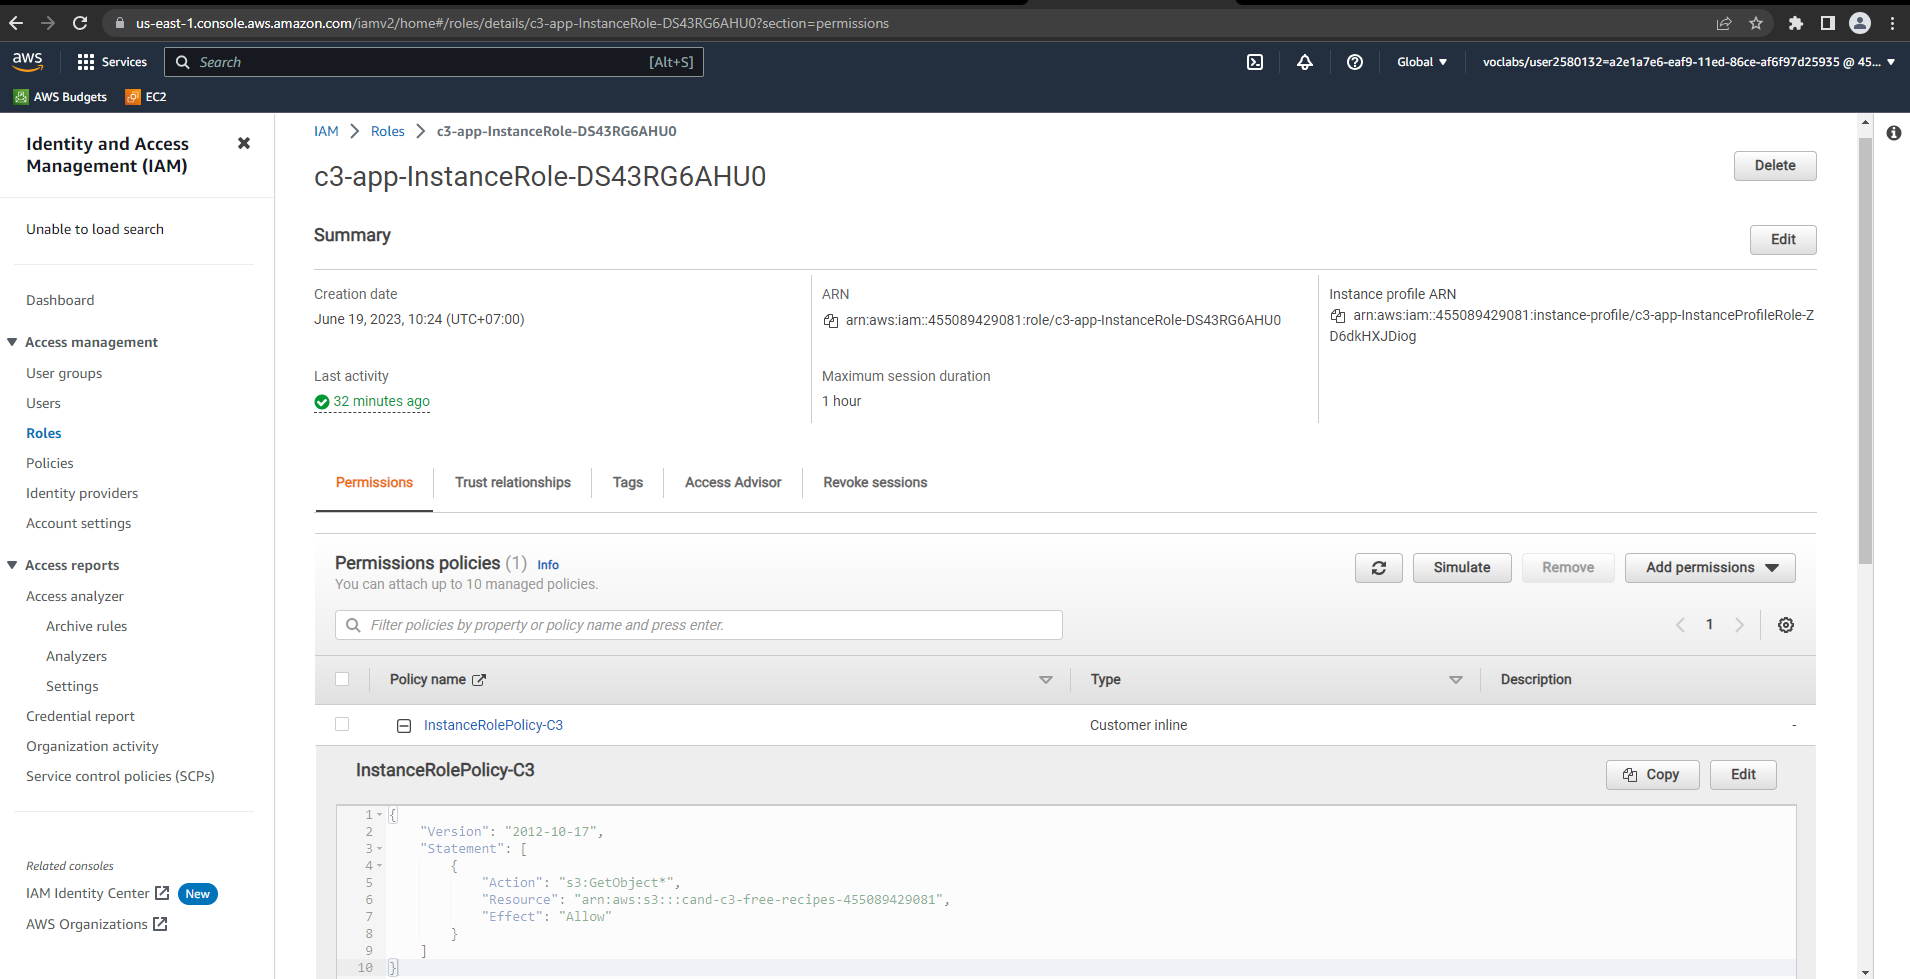 us-east-1.console.aws.amazon.com/iamv2/home#/roles/details/c3-app-InstanceRole-DS43RG6AHU0?section=permissions
aws
Services
Search
[Alt+S]
Global
voclabs/user2580132=a2e1a7e6-eaf9-11ed-86ce-af6f97d25935 @ 45...
AWS Budgets
EC2
Identity and Access
Management (IAM)
Unable to load search
Dashboard
Access management
User groups
Users
Roles
Policies
Identity providers
Account settings
Access reports
Access analyzer
Archive rules
Analyzers
Settings
Credential report
Organization activity
Service control policies (SCPs)
Related consoles
IAM Identity Center New
AWS Organizations
IAM > Roles > c3-app-InstanceRole-DS43RG6AHU0
c3-app-InstanceRole-DS43RG6AHU0
Delete
Summary
Edit
Creation date
June 19, 2023, 10:24 (UTC+07:00)
Last activity
32 minutes ago
ARN
arn:aws:iam::455089429081:role/c3-app-InstanceRole-DS43RG6AHU0
Maximum session duration
1 hour
Instance profile ARN
arn:aws:iam::455089429081:instance-profile/c3-app-InstanceProfileRole-Z
D6dkHXJDiog
Permissions
Trust relationships
Tags
Access Advisor
Revoke sessions
Permissions policies (1) Info
You can attach up to 10 managed policies.
Simulate
Remove
Add permissions
Filter policies by property or policy name and press enter.
1
Policy name
Type
Description
InstanceRolePolicy-C3
Customer inline
-
InstanceRolePolicy-C3
Copy
Edit
1 {
2 "Version": "2012-10-17",
3 "Statement": [
4 {
5 "Action": "s3:GetObject*",
6 "Resource": "arn:aws:s3:::cand-c3-free-recipes-455089429081",
7 "Effect": "Allow"
8 }
9 ]
10 }